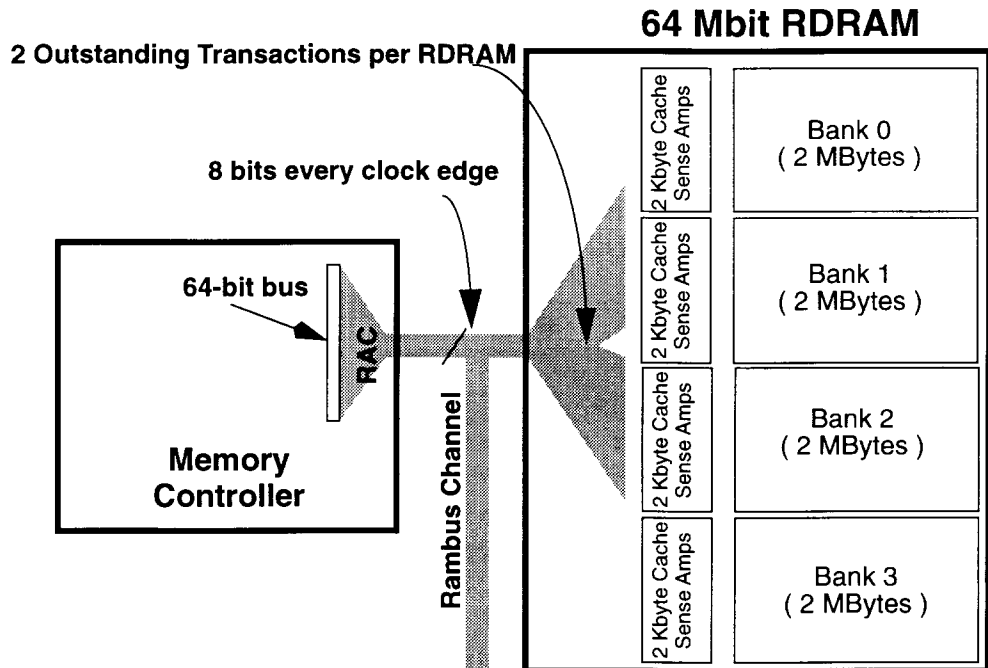 64 Mbit RDRAM
2 Outstanding Transactions per RDRAM
8 bits every clock edge
64-bit bus
RAC
Memory
Controller
Rambus Channel
2 Kbyte Cache
Sense Amps
Bank 0
( 2 MBytes )
2 Kbyte Cache
Sense Amps
Bank 1
( 2 MBytes )
2 Kbyte Cache
Sense Amps
Bank 2
( 2 MBytes )
2 Kbyte Cache
Sense Amps
Bank 3
( 2 MBytes )